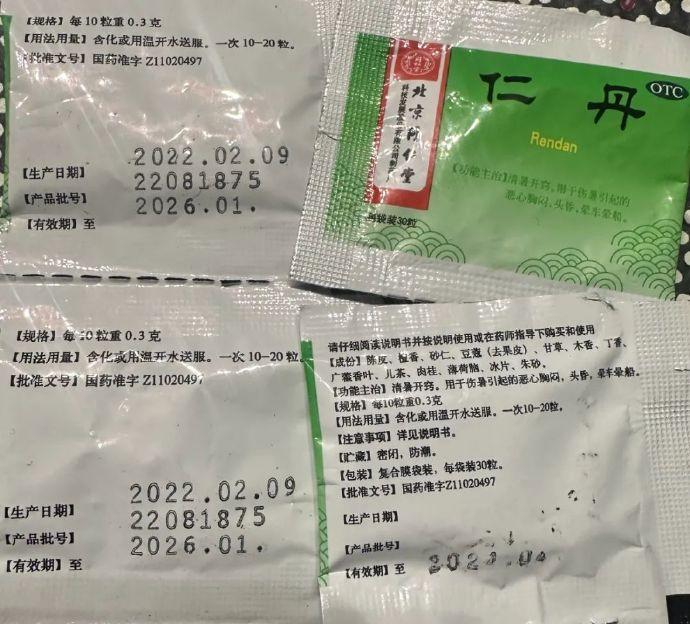 【规格】每10粒重0.3克
【用法用量】含化或用温开水送服。一次10-20粒。
【批准文号】国药准字Z11020497
【生产日期】 2022.02.09
【产品批号】 22081875
【有效期】至 2026.01.
OTC
仁丹
Rendan
北京同仁堂
【功能主治】清暑开窍。用于伤暑引起的
恶心胸闷，头昏，晕车晕船。
每袋装30粒
【规格】每10粒重0.3克
【用法用量】含化或用温开水送服。一次10-20粒。
【批准文号】国药准字Z11020497
【生产日期】 2022.02.09
【产品批号】 22081875
【有效期】至 2026.01.
请仔细阅读说明书并按说明使用或在药师指导下购买和使用
【成份】陈皮、檀香、砂仁、豆蔻（去果皮）、甘草、木香、丁香、
广藿香叶、儿茶、肉桂、薄荷脑、冰片、朱砂。
【功能主治】清暑开窍。用于伤暑引起的恶心胸闷，头昏，晕车晕船。
【规格】每10粒重0.3克
【用法用量】含化或用温开水送服。一次10-20粒。
【注意事项】详见说明书。
【贮藏】密闭，防潮。
【包装】复合膜袋装，每袋装30粒。
【批准文号】国药准字Z11020497
【生产日期】
【产品批号】
【有效期】至